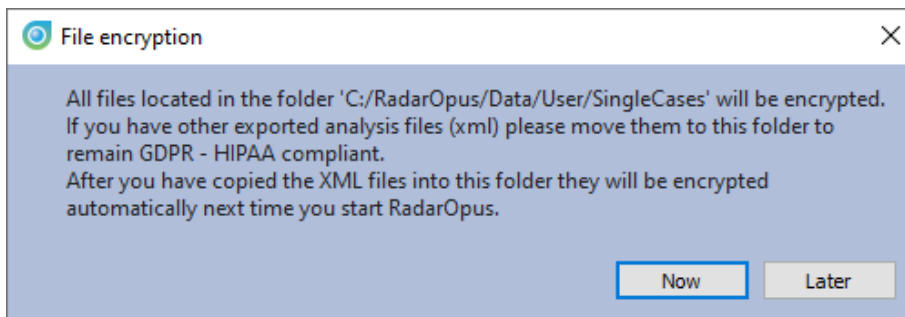 File encryption
All files located in the folder 'C:/RadarOpus/Data/User/SingleCases' will be encrypted.
If you have other exported analysis files (xml) please move them to this folder to
remain GDPR - HIPAA compliant.
After you have copied the XML files into this folder they will be encrypted
automatically next time you start RadarOpus.
Now Later